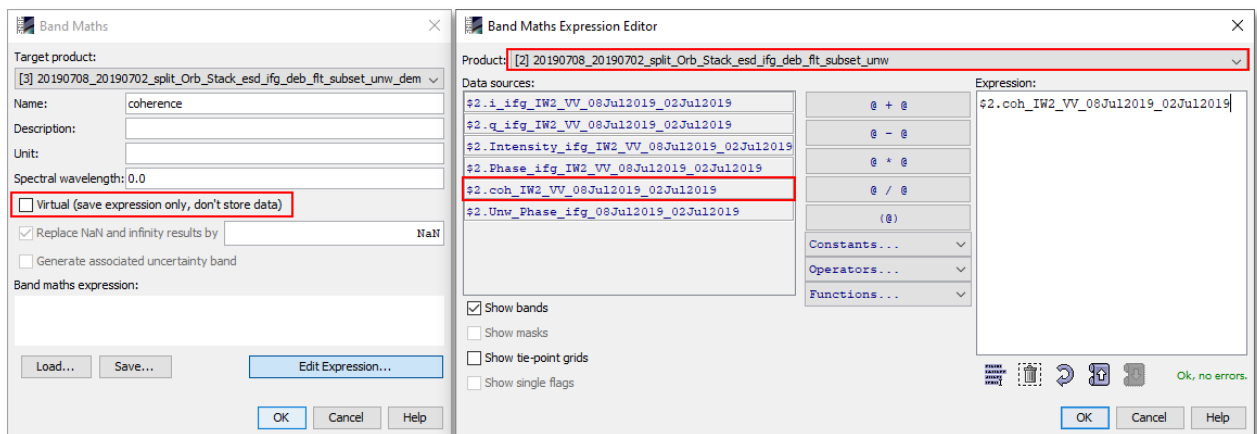 Band Maths
Target product:
[3] 20190708_20190702_split_Orb_Stack_esd_ifg_deb_flt_subset_unw_dem
Name: coherence
Description:
Unit:
Spectral wavelength: 0.0
Virtual (save expression only, don't store data)
Replace NaN and infinity results by NaN
Generate associated uncertainty band
Band maths expression:
Load... Save... Edit Expression...
OK Cancel Help
Band Maths Expression Editor
Product: [2] 20190708_20190702_split_Orb_Stack_esd_ifg_deb_flt_subset_unw
Data sources:
$2.i_ifg_IW2_VV_08Jul2019_02Jul2019
$2.q_ifg_IW2_VV_08Jul2019_02Jul2019
$2.Intensity_ifg_IW2_VV_08Jul2019_02Jul2019
$2.Phase_ifg_IW2_VV_08Jul2019_02Jul2019
$2.coh_IW2_VV_08Jul2019_02Jul2019
$2.Unw_Phase_ifg_08Jul2019_02Jul2019
@ + @
@ - @
@ * @
@ / @
(@)
Constants...
Operators...
Functions...
Expression:
$2.coh_IW2_VV_08Jul2019_02Jul2019
Show bands
Show masks
Show tie-point grids
Show single flags
Ok, no errors.
OK Cancel Help